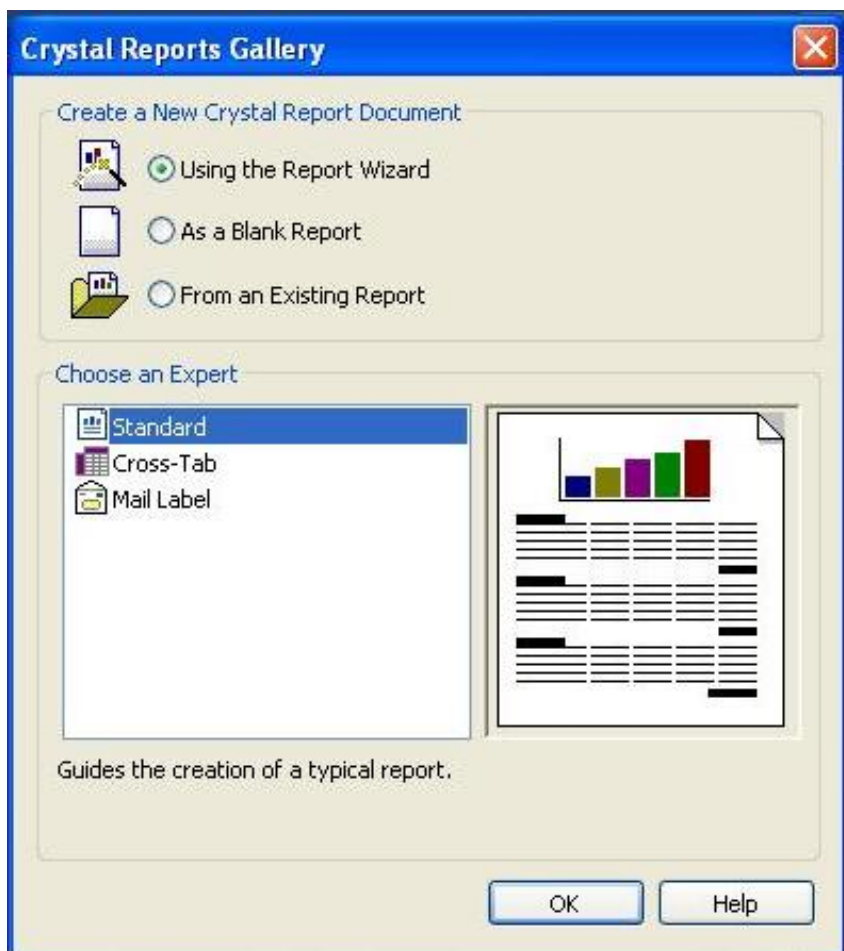 Crystal Reports Gallery
Create a New Crystal Report Document
Using the Report Wizard
As a Blank Report
From an Existing Report
Choose an Expert
Standard
Cross-Tab
Mail Label
Guides the creation of a typical report.
OK
Help